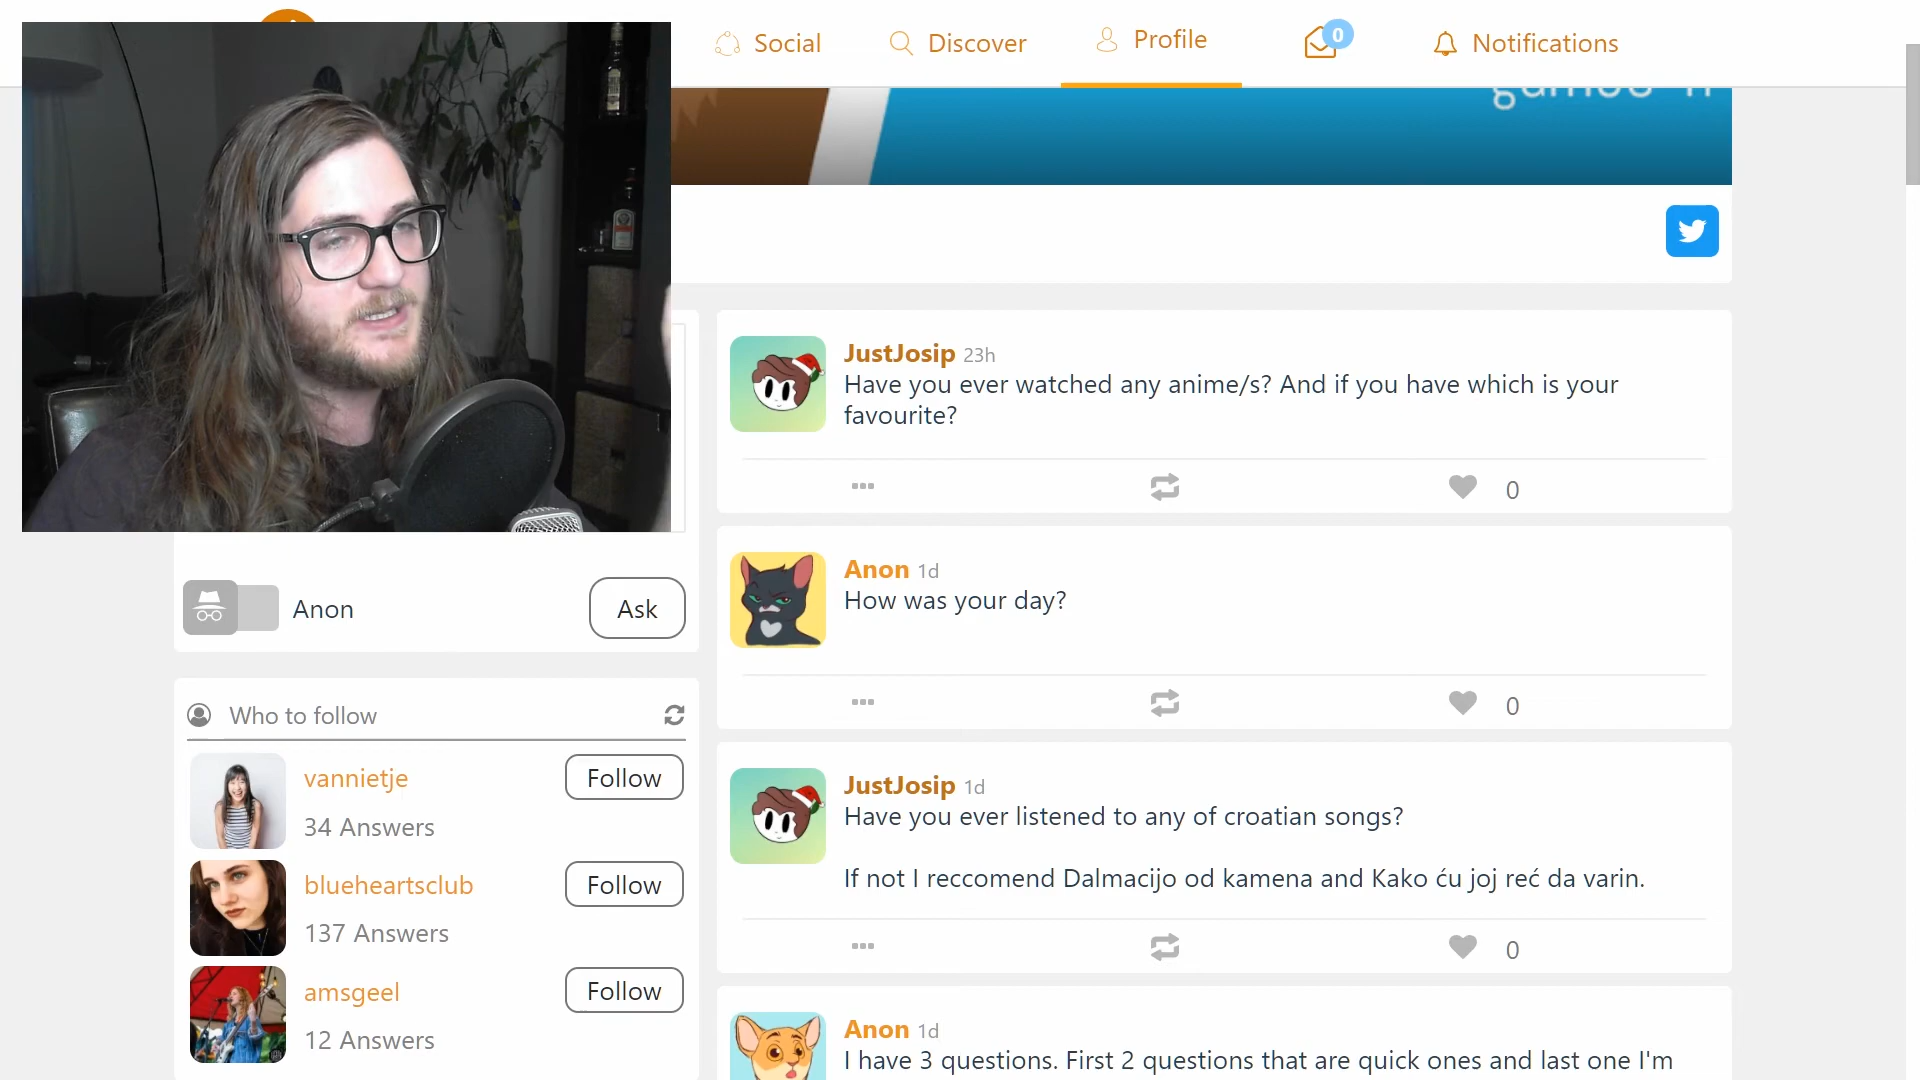 Social
Discover
Profile
0
Notifications
JustJosip 23h
Have you ever watched any anime/s? And if you have which is your
favourite?
0
Anon 1d
How was your day?
0
JustJosip 1d
Have you ever listened to any of croatian songs?
If not I reccomend Dalmacijo od kamena and Kako ću joj reć da varin.
0
Anon 1d
I have 3 questions. First 2 questions that are quick ones and last one I'm
Anon
Ask
Who to follow
vannietje
Follow
34 Answers
blueheartsclub
Follow
137 Answers
amsgeel
Follow
12 Answers